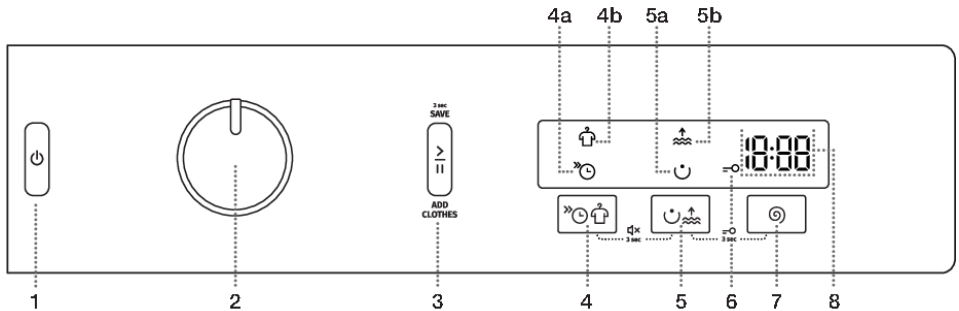 4a 4b 5a 5b
3 sec
SAVE
18:88
ADD
CLOTHES
3 sec 3 sec
1 2 3 4 5 6 7 8